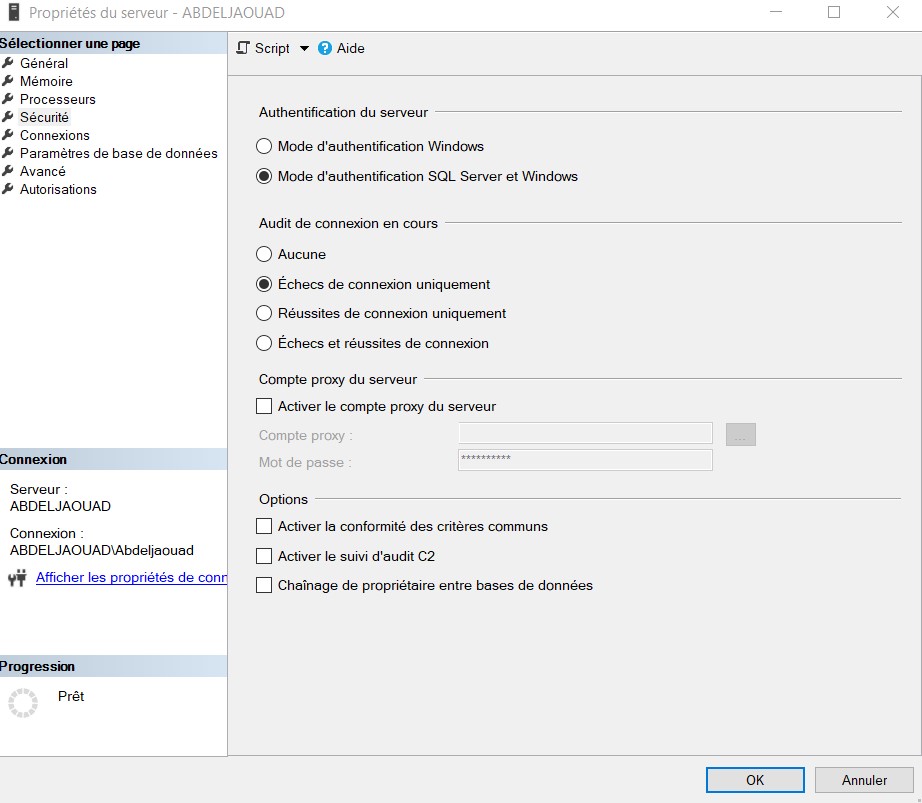 Propriétés du serveur - ABDELJAOUAD
Sélectionner une page
Général
Mémoire
Processeurs
Sécurité
Connexions
Paramètres de base de données
Avancé
Autorisations
Script
Aide
Authentification du serveur
Mode d'authentification Windows
Mode d'authentification SQL Server et Windows
Audit de connexion en cours
Aucune
Échecs de connexion uniquement
Réussites de connexion uniquement
Échecs et réussites de connexion
Compte proxy du serveur
Activer le compte proxy du serveur
Compte proxy :
...
Mot de passe :
**********
Options
Activer la conformité des critères communs
Activer le suivi d'audit C2
Chaînage de propriétaire entre bases de données
Connexion
Serveur :
ABDELJAOUAD
Connexion :
ABDELJAOUAD\Abdeljaouad
Afficher les propriétés de conn
Progression
Prêt
OK
Annuler